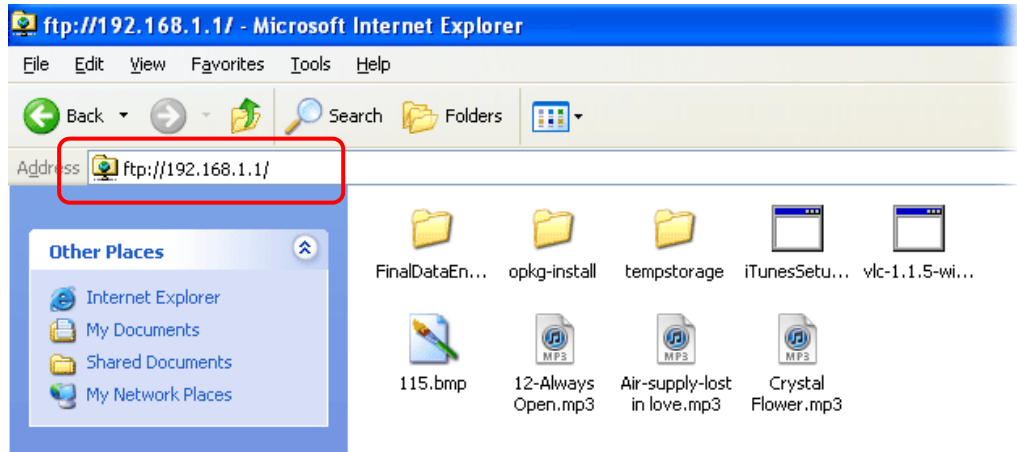 ftp://192.168.1.1/ - Microsoft Internet Explorer
File Edit View Favorites Tools Help
Back Search Folders
Address ftp://192.168.1.1/
Other Places
Internet Explorer
My Documents
Shared Documents
My Network Places
FinalDataEn... opkg-install tempstorage iTunesSetu... vlc-1.1.5-wi...
MP3 MP3 MP3
115.bmp 12-Always Air-supply-lost Crystal
Open.mp3 in love.mp3 Flower.mp3